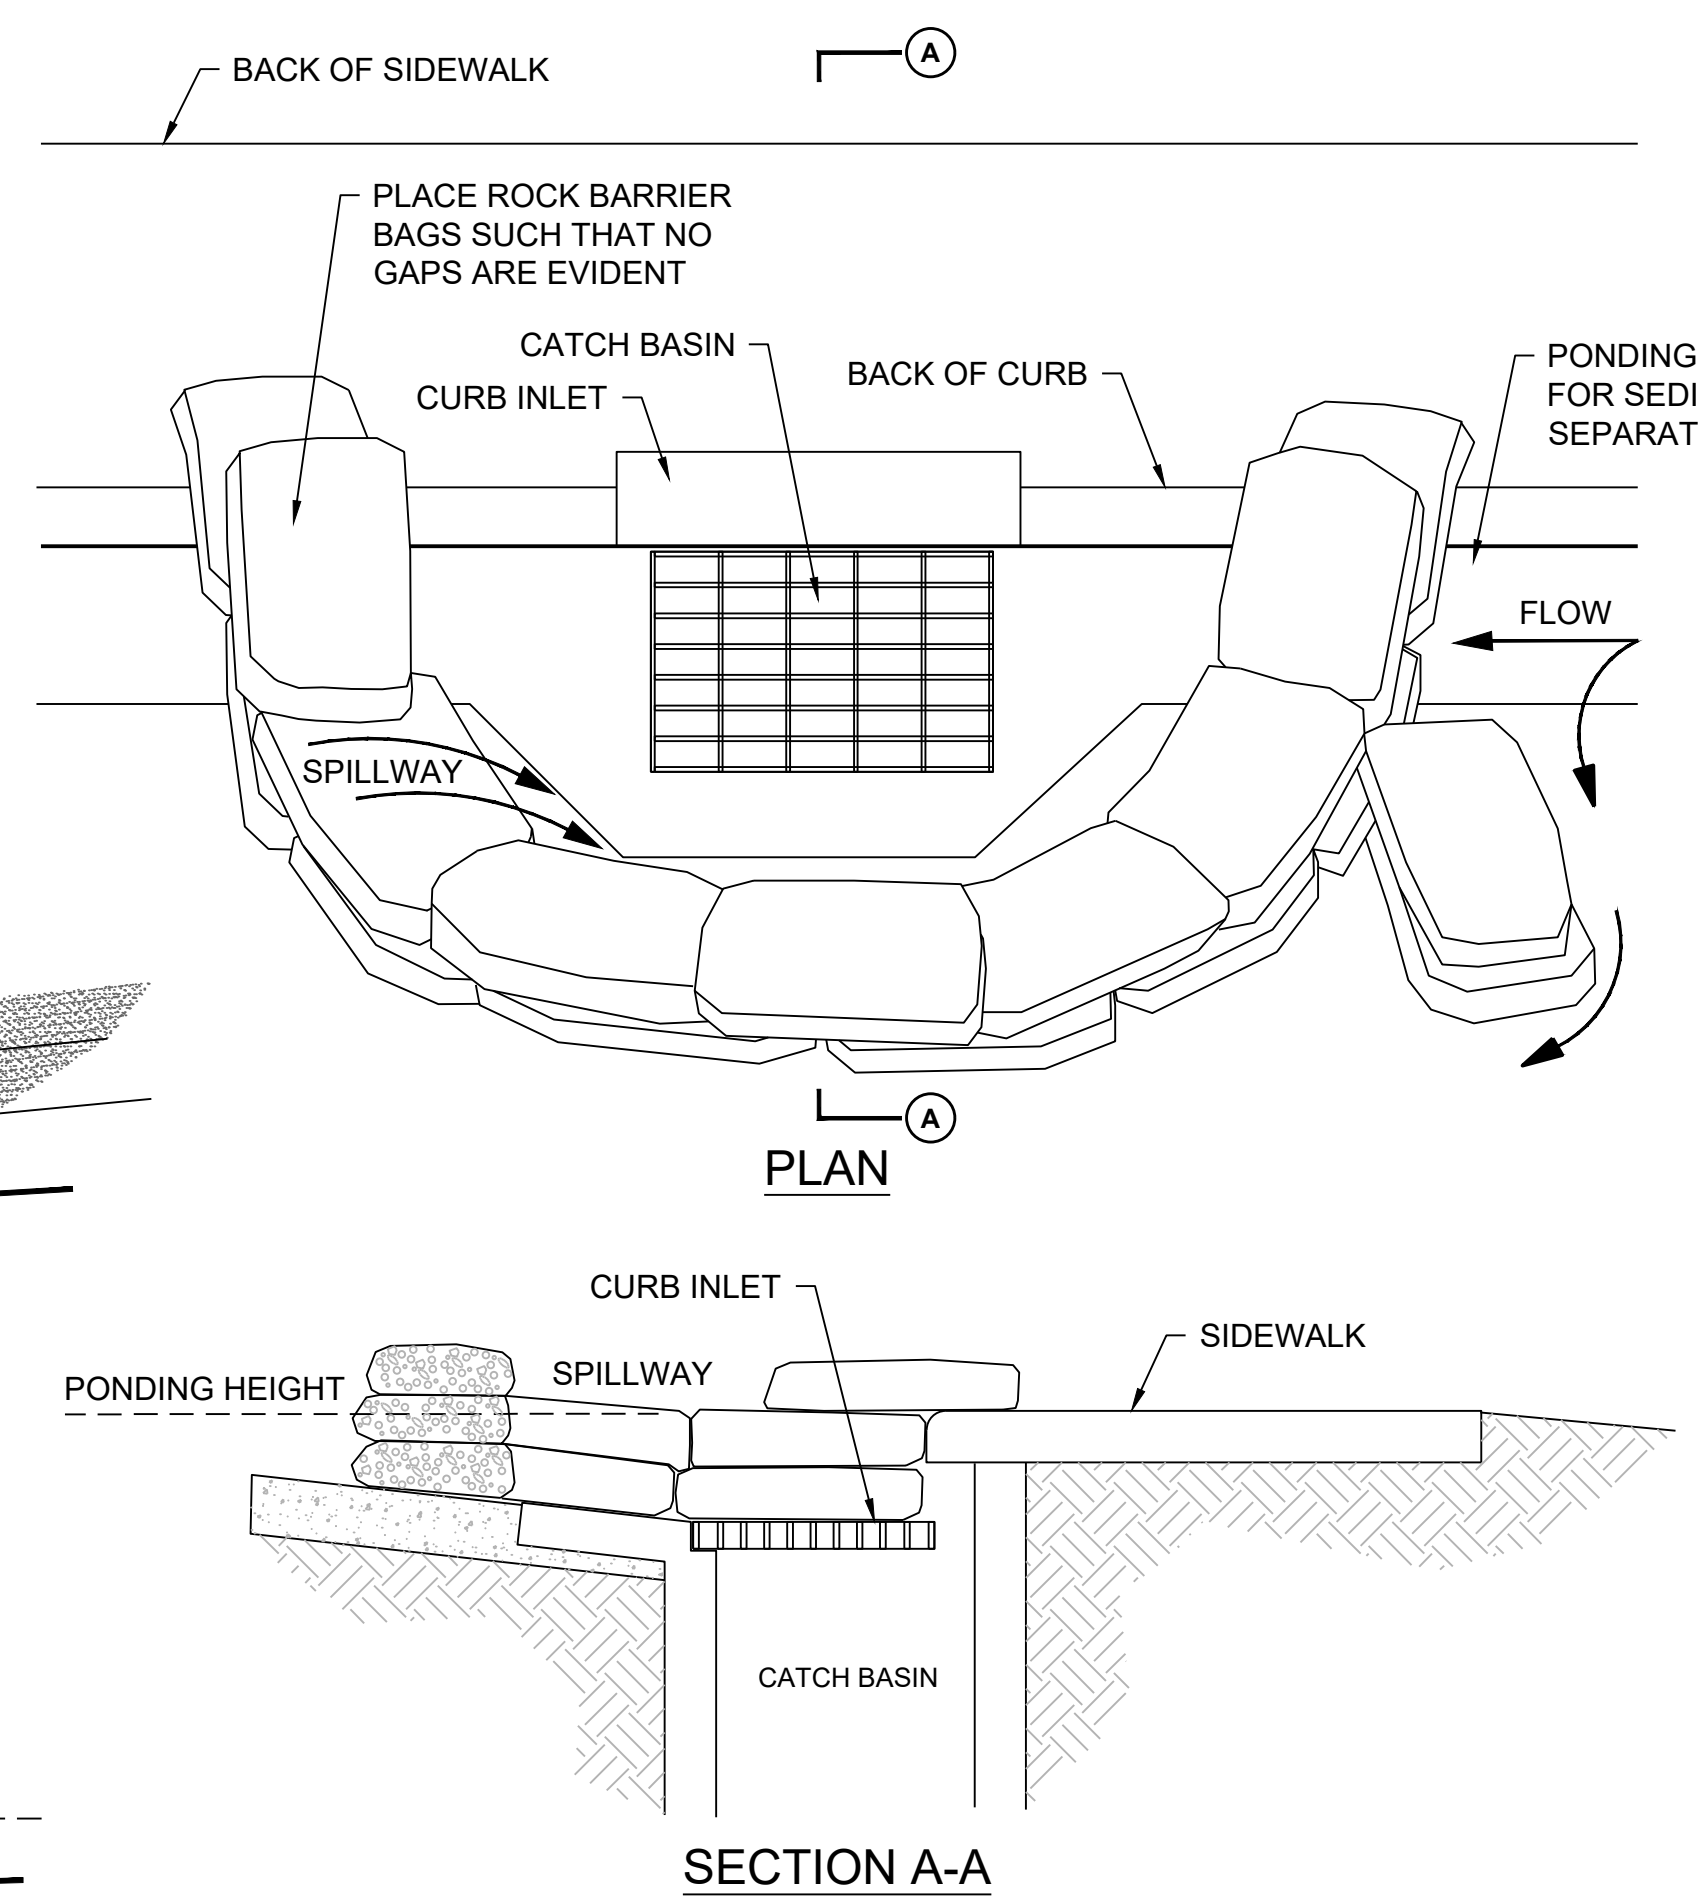 A
BACK OF SIDEWALK
PLACE ROCK BARRIER
BAGS SUCH THAT NO
GAPS ARE EVIDENT
CATCH BASIN
CURB INLET
BACK OF CURB
PONDING
FOR SEDI
SEPARAT
FLOW
SPILLWAY
A
PLAN
CURB INLET
SIDEWALK
SPILLWAY
PONDING HEIGHT
CATCH BASIN
SECTION A-A